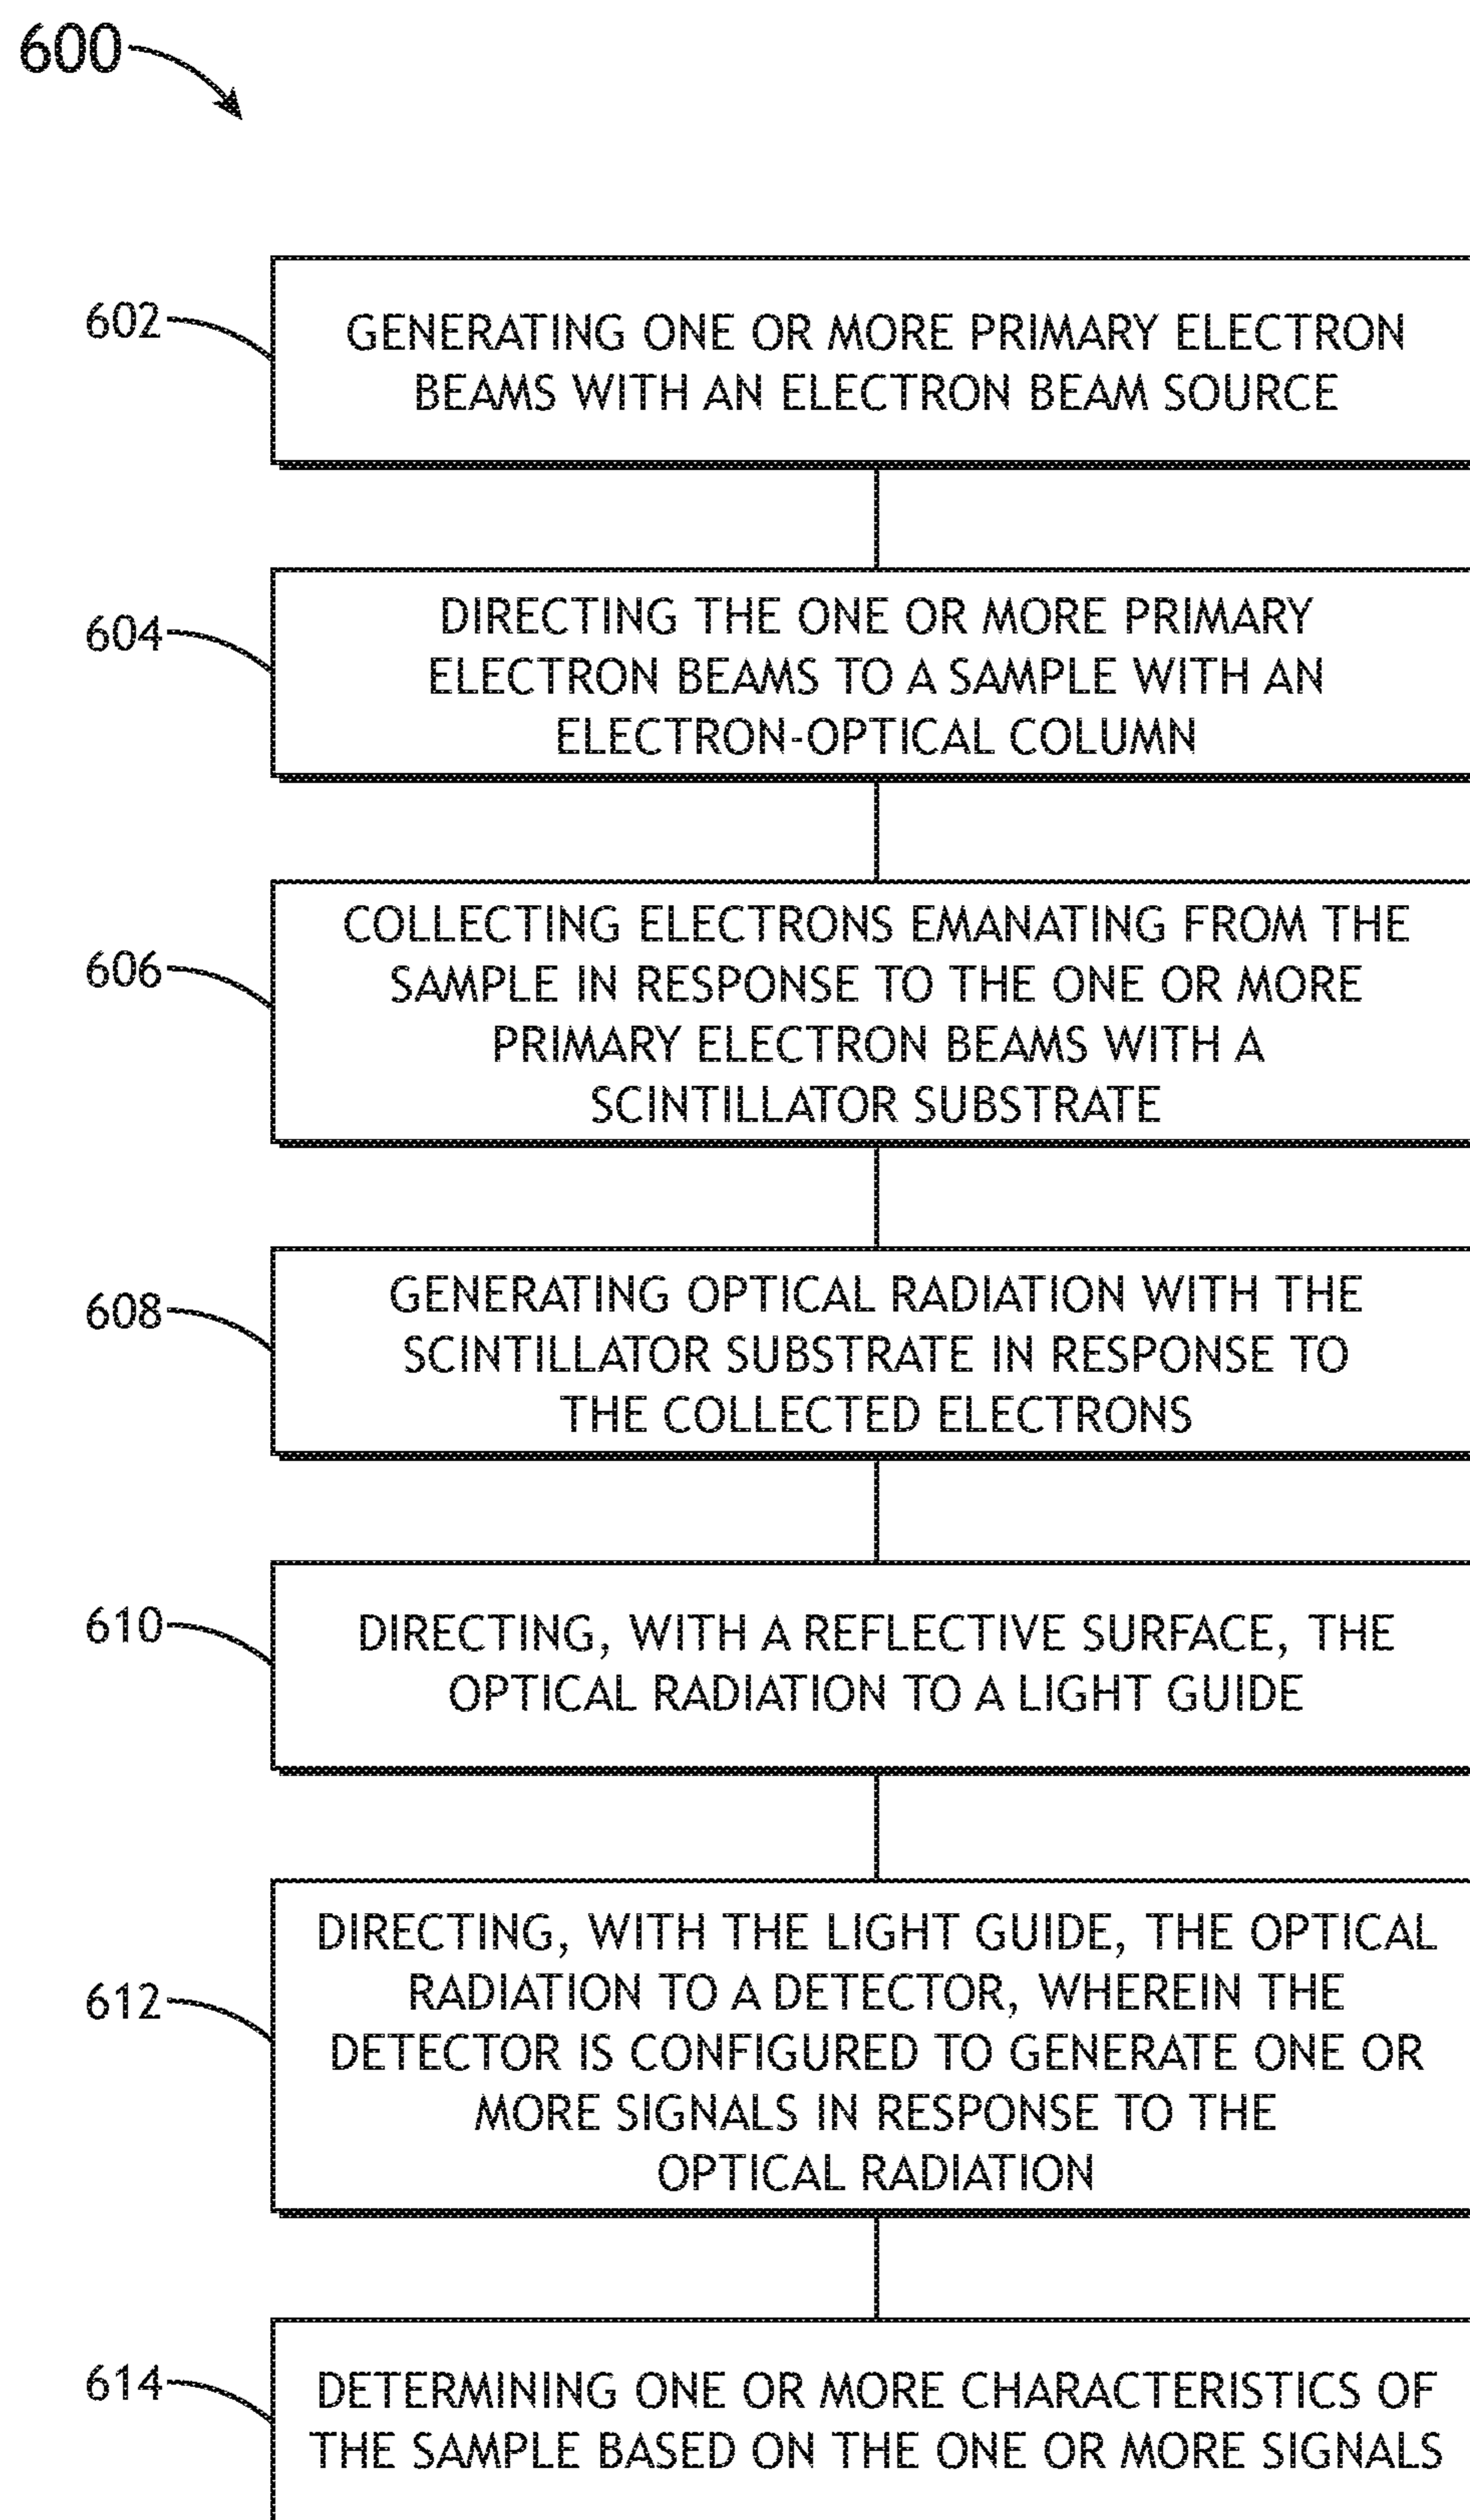 600
602
GENERATING ONE OR MORE PRIMARY ELECTRON
BEAMS WITH AN ELECTRON BEAM SOURCE
604
DIRECTING THE ONE OR MORE PRIMARY
ELECTRON BEAMS TO A SAMPLE WITH AN
ELECTRON-OPTICAL COLUMN
606
COLLECTING ELECTRONS EMANATING FROM THE
SAMPLE IN RESPONSE TO THE ONE OR MORE
PRIMARY ELECTRON BEAMS WITH A
SCINTILLATOR SUBSTRATE
608
GENERATING OPTICAL RADIATION WITH THE
SCINTILLATOR SUBSTRATE IN RESPONSE TO
THE COLLECTED ELECTRONS
610
DIRECTING, WITH A REFLECTIVE SURFACE, THE
OPTICAL RADIATION TO A LIGHT GUIDE
612
DIRECTING, WITH THE LIGHT GUIDE, THE OPTICAL
RADIATION TO A DETECTOR, WHEREIN THE
DETECTOR IS CONFIGURED TO GENERATE ONE OR
MORE SIGNALS IN RESPONSE TO THE
OPTICAL RADIATION
614
DETERMINING ONE OR MORE CHARACTERISTICS OF
THE SAMPLE BASED ON THE ONE OR MORE SIGNALS